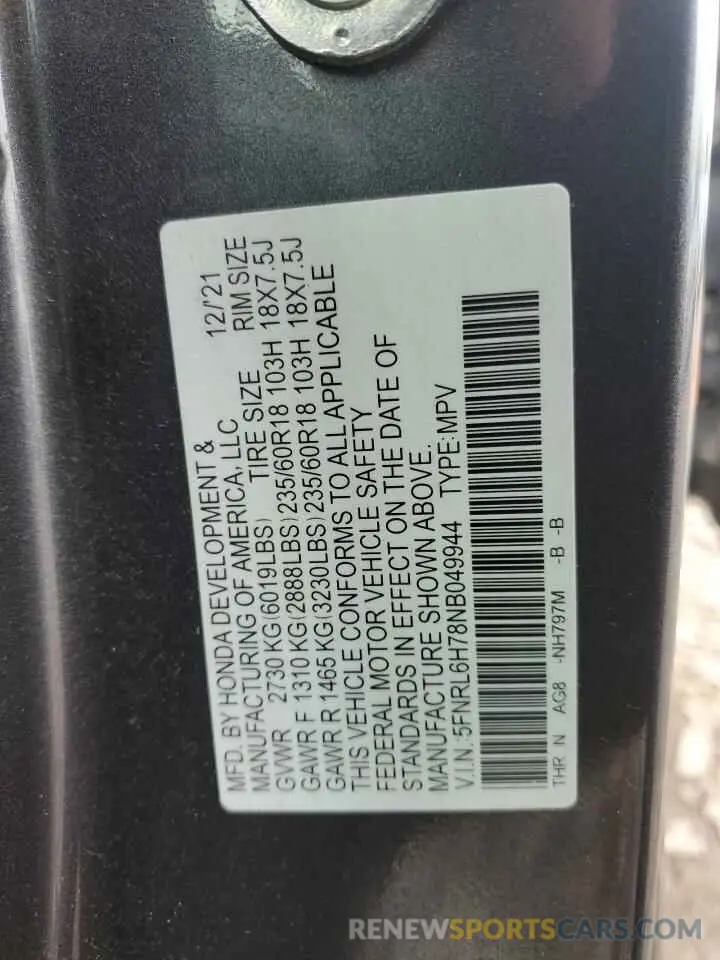 MFD. BY HONDA DEVELOPMENT &
MANUFACTURING OF AMERICA, LLC 12/'21
TIRE SIZE RIM SIZE
GVWR 2730 KG (6019LBS)
GAWR F 1310 KG (2888LBS) 235/60R18 103H 18X7.5J
GAWR R 1465 KG (3230LBS) 235/60R18 103H 18X7.5J
THIS VEHICLE CONFORMS TO ALL APPLICABLE
FEDERAL MOTOR VEHICLE SAFETY
STANDARDS IN EFFECT ON THE DATE OF
MANUFACTURE SHOWN ABOVE.
V.I.N.:5FNRL6H78NB049944 TYPE:MPV
THR N AG8 -NH797M -B -B
RENEWSPORTSCARS.COM